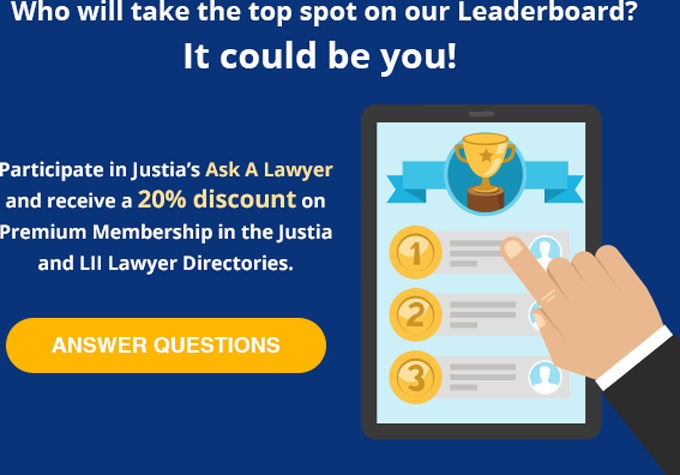 Who will take the top spot on our Leaderboard?
It could be you!
Participate in Justia's Ask A Lawyer
and receive a 20% discount on
Premium Membership in the Justia
and LII Lawyer Directories.
ANSWER QUESTIONS
1
2
3